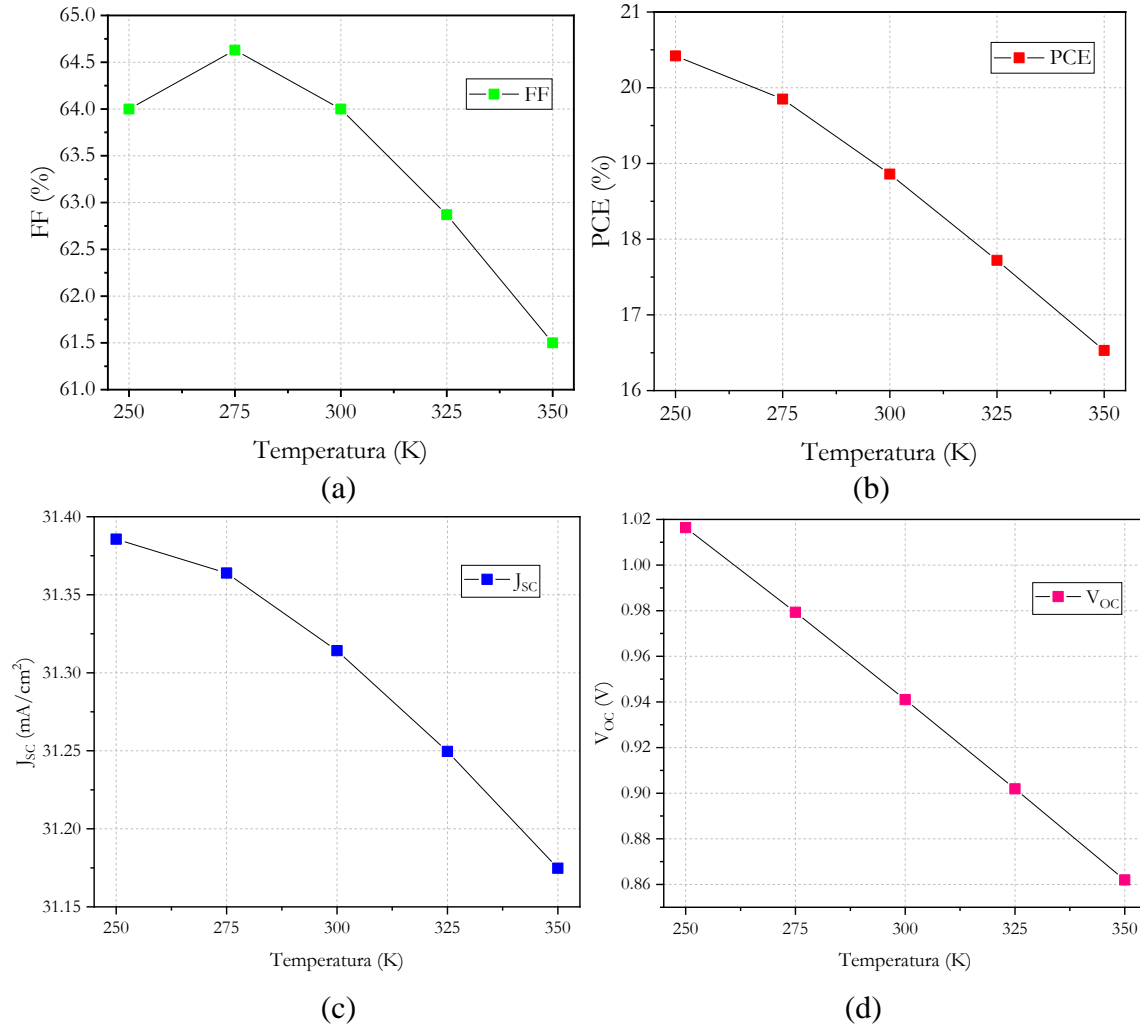 65.0
64.5
64.0
63.5
63.0
62.5
62.0
61.5
61.0
FF (%)
FF
250 275 300 325 350
Temperatura (K)
(a)
21
20
19
18
17
16
PCE (%)
PCE
250 275 300 325 350
Temperatura (K)
(b)
31.40
31.35
31.30
31.25
31.20
31.15
J_SC (mA/cm²)
J_SC
250 275 300 325 350
Temperatura (K)
(c)
1.02
1.00
0.98
0.96
0.94
0.92
0.90
0.88
0.86
V_OC (V)
V_OC
250 275 300 325 350
Temperatura (K)
(d)